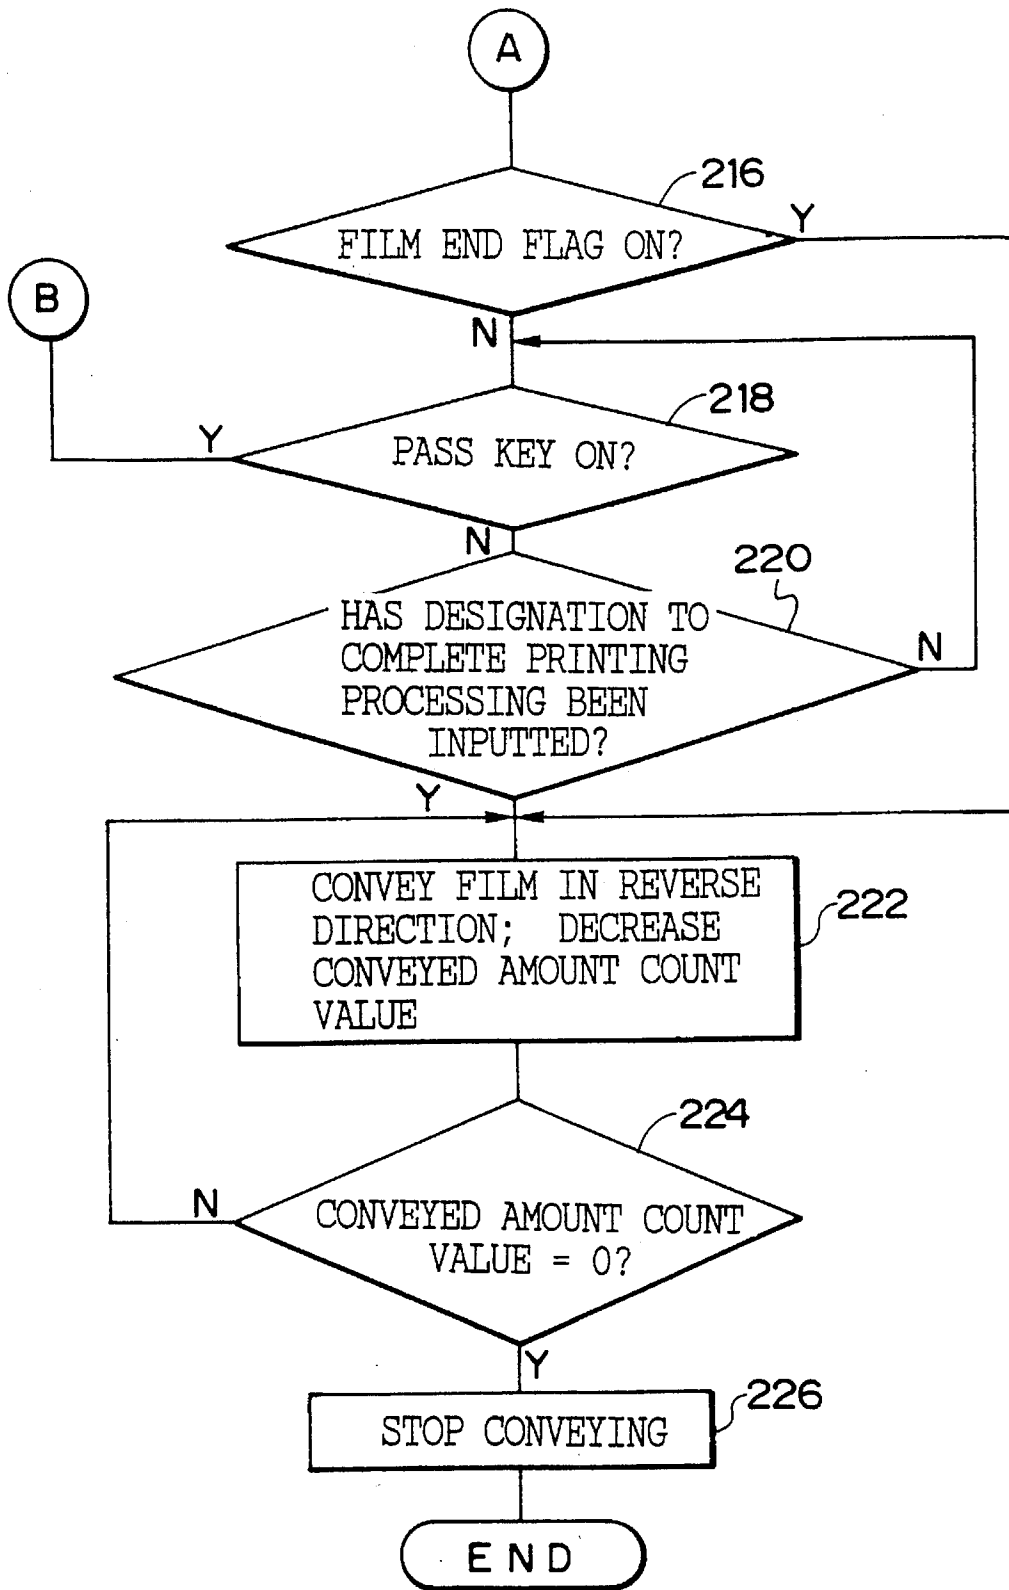 A
216
FILM END FLAG ON?
Y
B
N
218
Y
PASS KEY ON?
N
220
HAS DESIGNATION TO
COMPLETE PRINTING
PROCESSING BEEN
INPUTTED?
N
Y
CONVEY FILM IN REVERSE
DIRECTION; DECREASE
CONVEYED AMOUNT COUNT
VALUE
222
224
N
CONVEYED AMOUNT COUNT
VALUE = 0?
Y
226
STOP CONVEYING
END